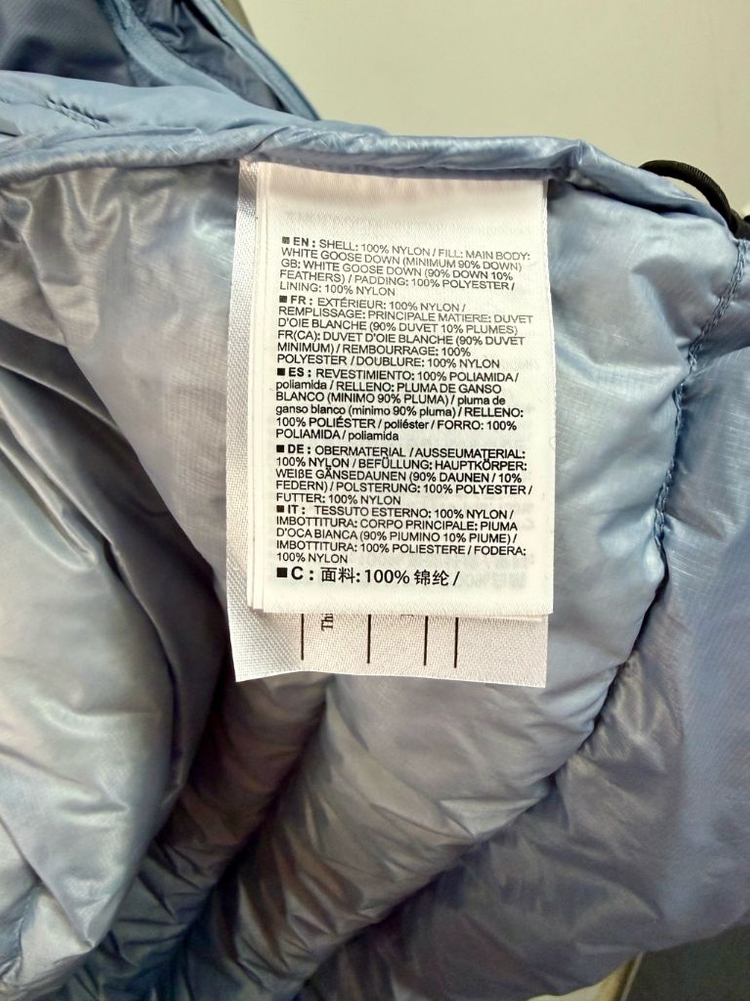 ■ EN : SHELL: 100% NYLON / FILL: MAIN BODY:
WHITE GOOSE DOWN (MINIMUM 90% DOWN)
GB: WHITE GOOSE DOWN (90% DOWN 10%
FEATHERS) / PADDING: 100% POLYESTER /
LINING: 100% NYLON
■ FR : EXTÉRIEUR: 100% NYLON /
REMPLISSAGE: PRINCIPALE MATIERE: DUVET
D'OIE BLANCHE (90% DUVET 10% PLUMES)
FR(CA): DUVET D'OIE BLANCHE (90% DUVET
MINIMUM) / REMBOURRAGE: 100%
POLYESTER / DOUBLURE: 100% NYLON
■ ES : REVESTIMIENTO: 100% POLIAMIDA /
poliamida / RELLENO: PLUMA DE GANSO
BLANCO (MINIMO 90% PLUMA) / pluma de
ganso blanco (minimo 90% pluma) / RELLENO:
100% POLIÉSTER / poliéster / FORRO: 100%
POLIAMIDA / poliamida
■ DE : OBERMATERIAL / AUSSEUMATERIAL:
100% NYLON / BEFÜLLUNG: HAUPTKÖRPER:
WEIßE GÄNSEDAUNEN (90% DAUNEN / 10%
FEDERN) / POLSTERUNG: 100% POLYESTER /
FUTTER: 100% NYLON
■ IT : TESSUTO ESTERNO: 100% NYLON /
IMBOTTITURA: CORPO PRINCIPALE: PIUMA
D'OCA BIANCA (90% PIUMINO 10% PIUME) /
IMBOTTITURA: 100% POLIESTERE / FODERA:
100% NYLON
■ C : 面料: 100% 锦纶 /